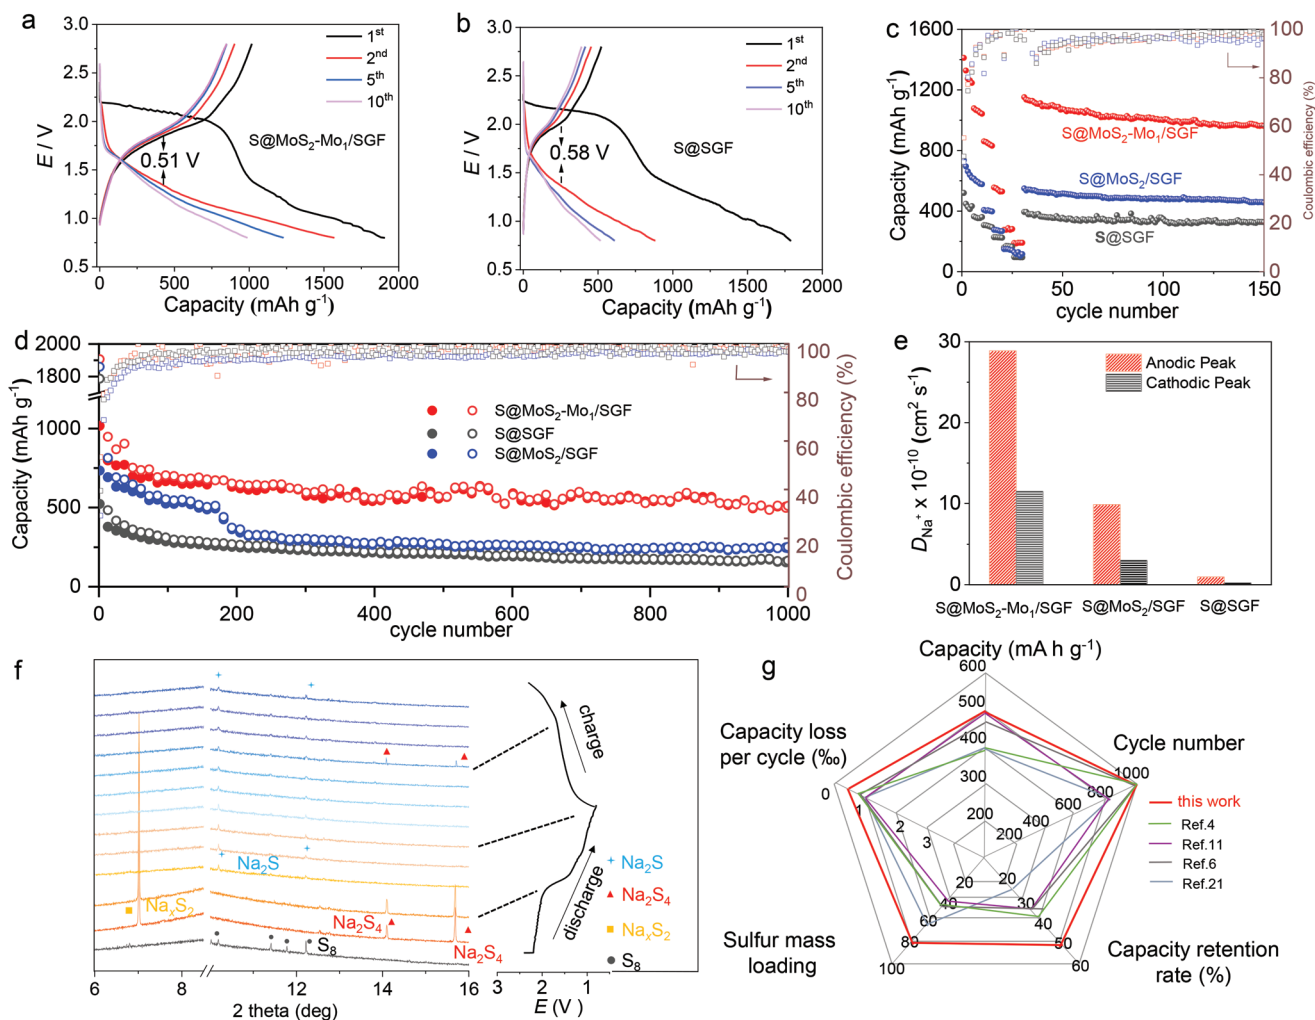 a
3.0
2.5
2.0
1.5
1.0
0.5
E / V
1st
2nd
5th
10th
S@MoS2-Mo1/SGF
0.51 V
0 500 1000 1500 2000
Capacity (mAh g-1)
b
3.0
2.5
2.0
1.5
1.0
0.5
E / V
1st
2nd
5th
10th
S@SGF
0.58 V
0 500 1000 1500 2000
Capacity (mAh g-1)
c
1600
1200
800
400
0
Capacity (mAh g-1)
S@MoS2-Mo1/SGF
S@MoS2/SGF
S@SGF
100
80
60
40
20
0
Coulombic efficiency (%)
0 50 100 150
cycle number
d
2000
1800
1000
500
0
Capacity (mAh g-1)
S@MoS2-Mo1/SGF
S@SGF
S@MoS2/SGF
100
80
60
40
20
0
Coulombic efficiency (%)
0 200 400 600 800 1000
cycle number
e
30
20
10
0
DNa+ x 10-10 (cm2 s-1)
Anodic Peak
Cathodic Peak
S@MoS2-Mo1/SGF S@MoS2/SGF S@SGF
f
Na2S
NaxS2
Na2S4
S8
Na2S4
6 8 12 14 16
2 theta (deg)
charge
discharge
3 2 1
E (V)
Na2S
Na2S4
NaxS2
S8
g
Capacity (mA h g-1)
600
500
400
300
200
Cycle number
1000
800
600
400
200
Capacity loss
per cycle (‰)
0
1
2
3
Sulfur mass
loading
20
40
60
80
100
Capacity retention
rate (%)
20
30
40
50
60
this work
Ref.4
Ref.11
Ref.6
Ref.21